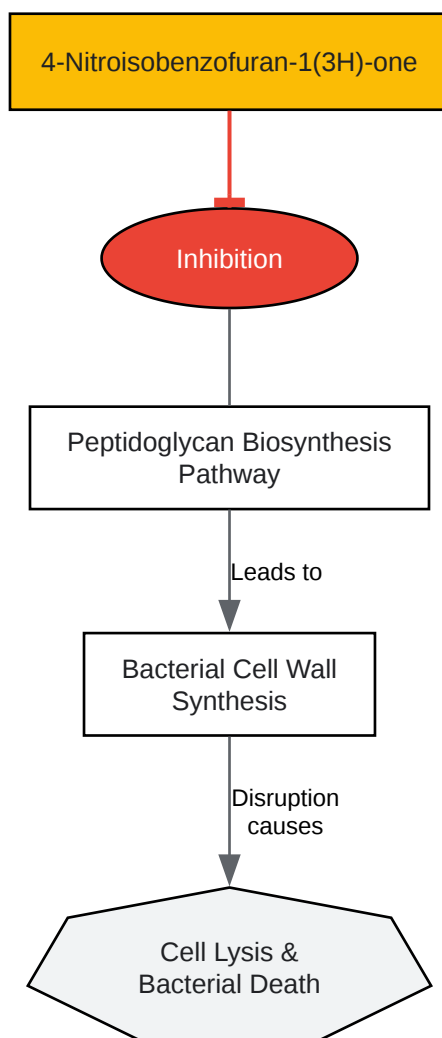 4-Nitroisobenzofuran-1(3H)-one
Inhibition
Peptidoglycan Biosynthesis
Pathway
Leads to
Bacterial Cell Wall
Synthesis
Disruption
causes
Cell Lysis &
Bacterial Death